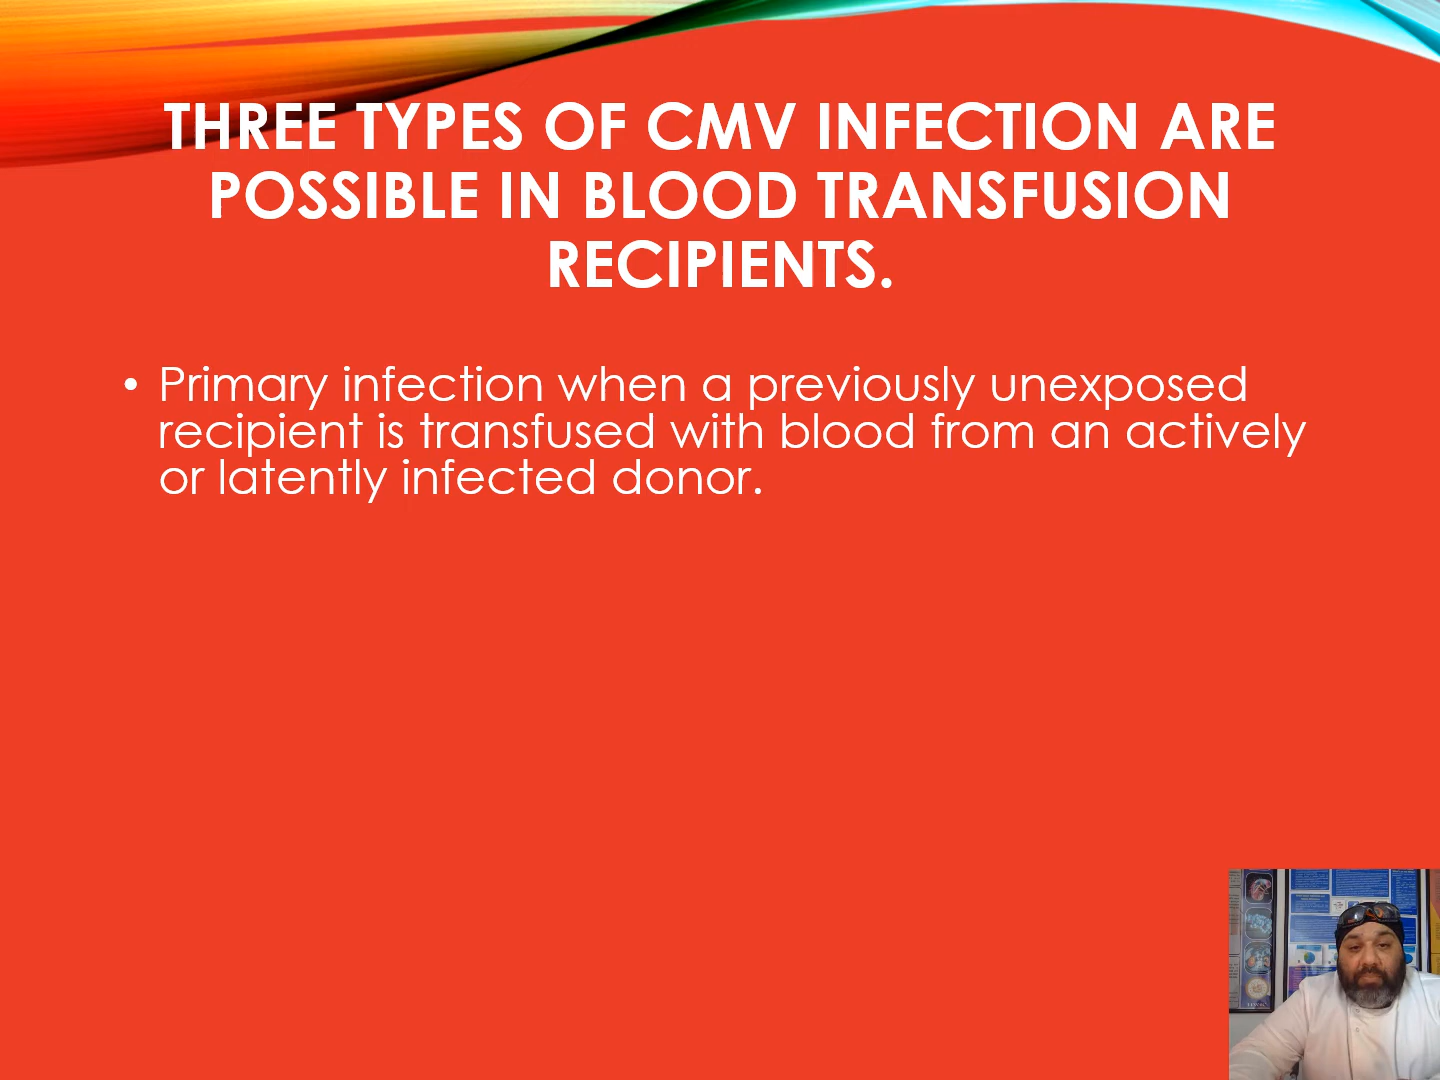 THREE TYPES OF CMV INFECTION ARE
POSSIBLE IN BLOOD TRANSFUSION
RECIPIENTS.
• Primary infection when a previously unexposed
recipient is transfused with blood from an actively
or latently infected donor.